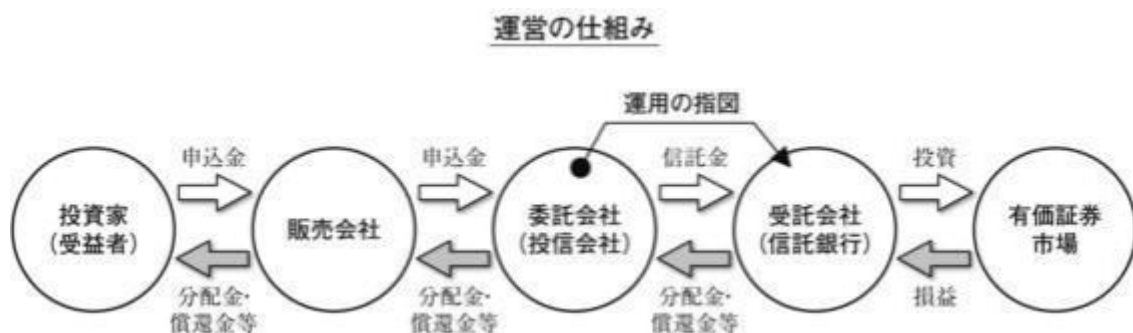 運営の仕組み
運用の指図
申込金
申込金
信託金
投資
投資家
(受益者)
販売会社
委託会社
(投信会社)
受託会社
(信託銀行)
有価証券
市場
分配金・
償還金等
分配金・
償還金等
分配金・
償還金等
損益